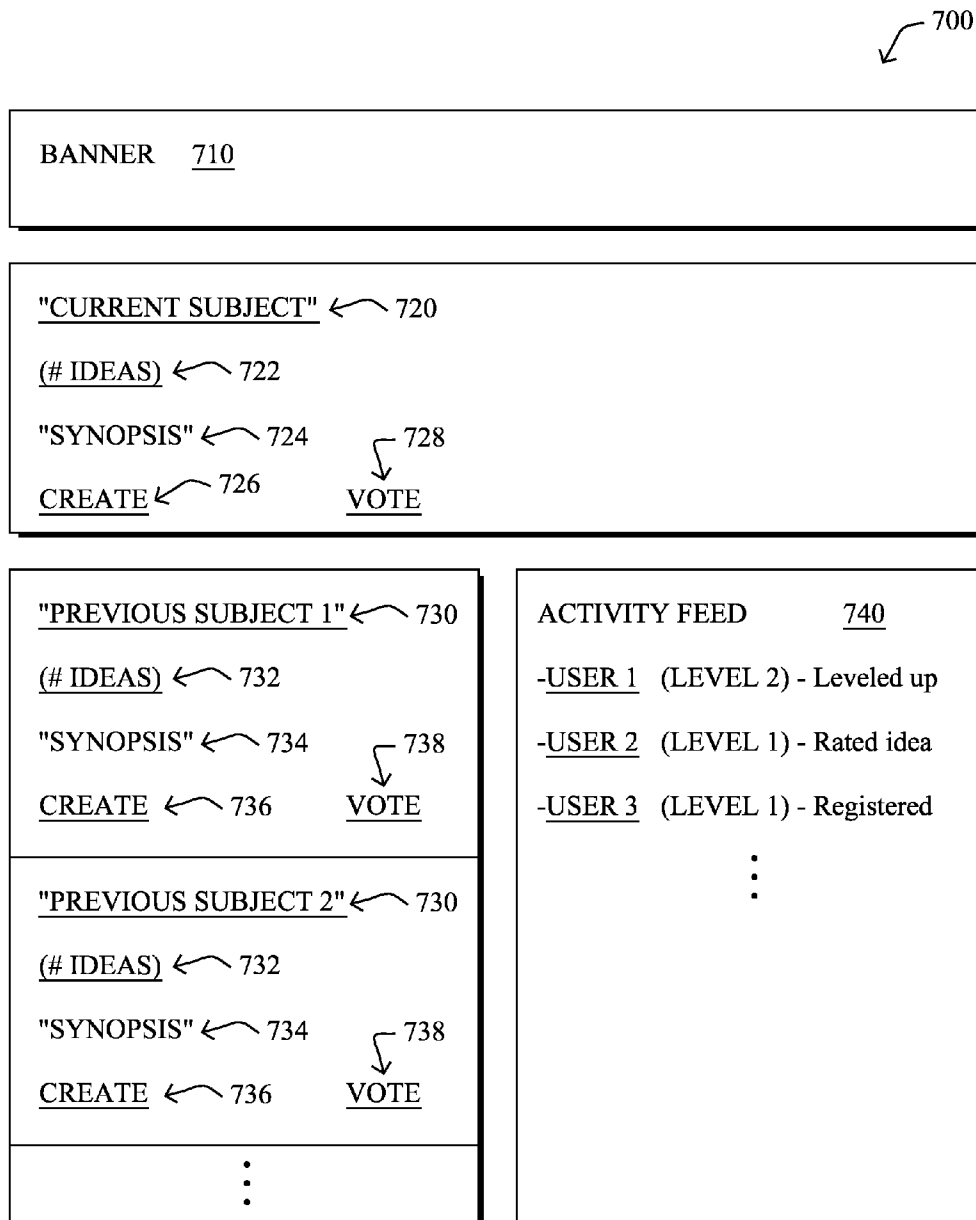 700
BANNER 710
"CURRENT SUBJECT" 720
(# IDEAS) 722
"SYNOPSIS" 724 728
CREATE 726 VOTE
"PREVIOUS SUBJECT 1" 730
(# IDEAS) 732
"SYNOPSIS" 734 738
CREATE 736 VOTE
"PREVIOUS SUBJECT 2" 730
(# IDEAS) 732
"SYNOPSIS" 734 738
CREATE 736 VOTE
ACTIVITY FEED 740
-USER 1 (LEVEL 2) - Leveled up
-USER 2 (LEVEL 1) - Rated idea
-USER 3 (LEVEL 1) - Registered